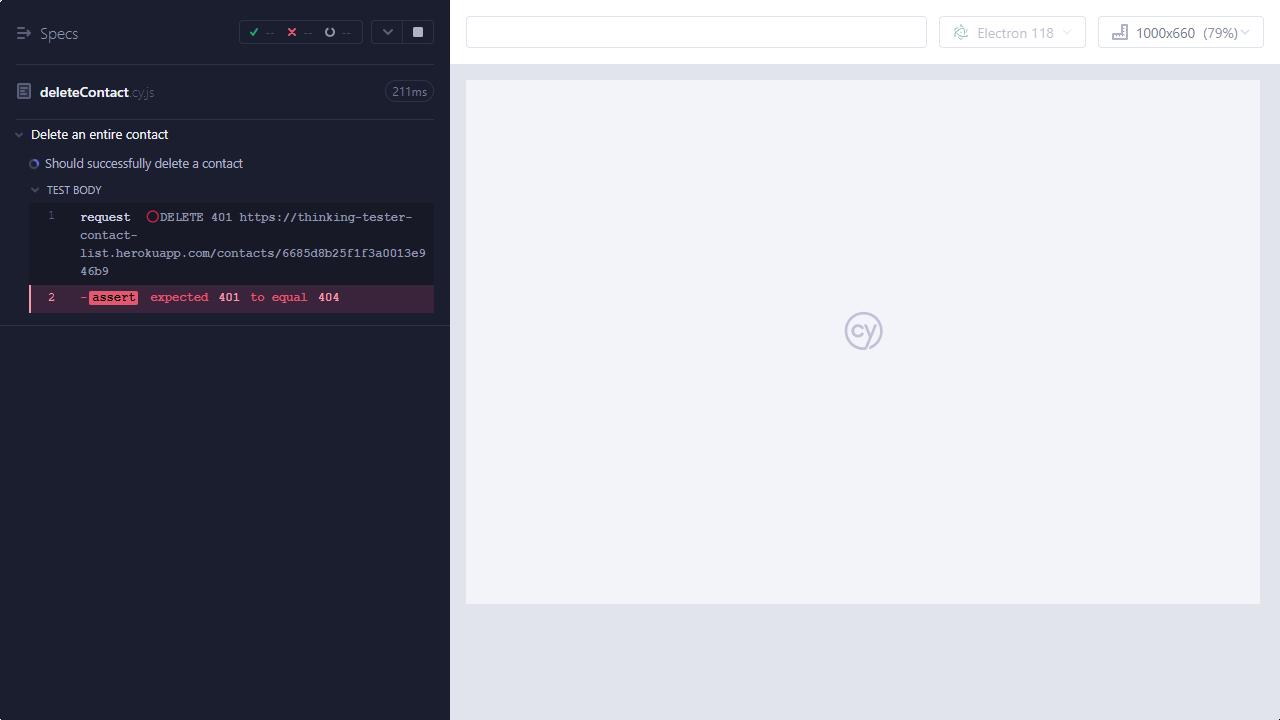 Specs -- -- --
deleteContact.cy.js 211ms
Delete an entire contact
Should successfully delete a contact
TEST BODY
1 request DELETE 401 https://thinking-tester-
contact-
list.herokuapp.com/contacts/6685d8b25f1f3a0013e9
46b9
2 -assert expected 401 to equal 404
Electron 118 1000x660 (79%)
cy